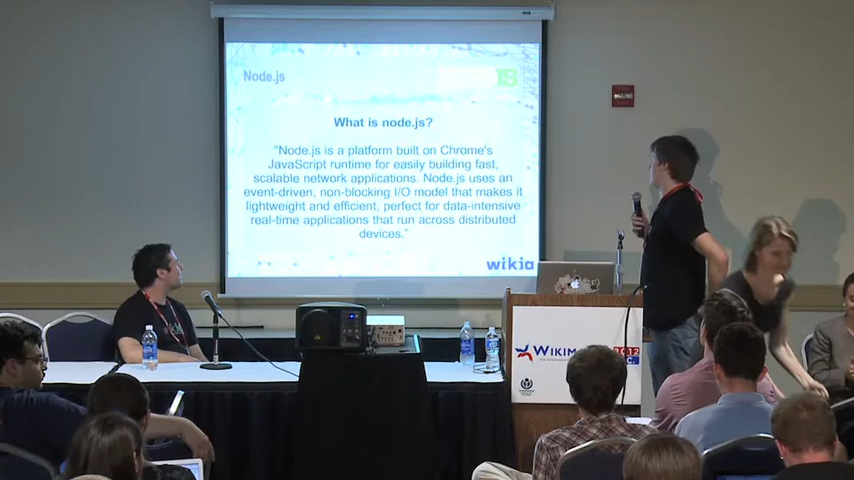 Node.js
What is node.js?
"Node.js is a platform built on Chrome's
JavaScript runtime for easily building fast,
scalable network applications. Node.js uses an
event-driven, non-blocking I/O model that makes it
lightweight and efficient, perfect for data-intensive
real-time applications that run across distributed
devices."
wikia
WIKIM
2012